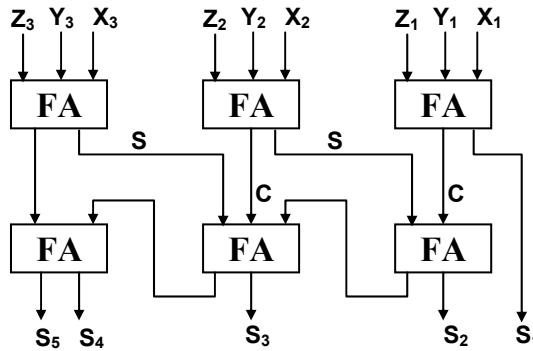 Z₃ Y₃ X₃ Z₂ Y₂ X₂ Z₁ Y₁ X₁
FA FA FA
S S
C C
FA FA FA
S₅ S₄ S₃ S₂